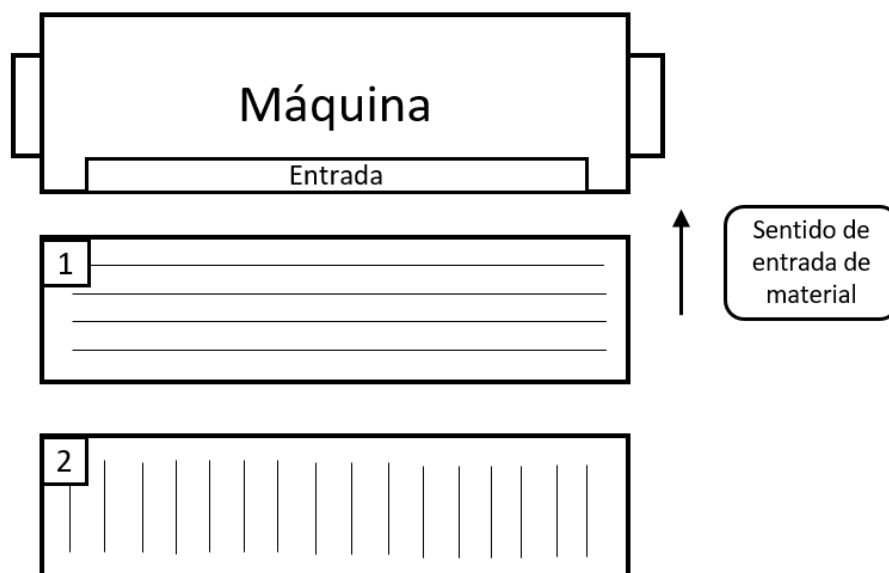 Máquina
Entrada
1
Sentido de
entrada de
material
2